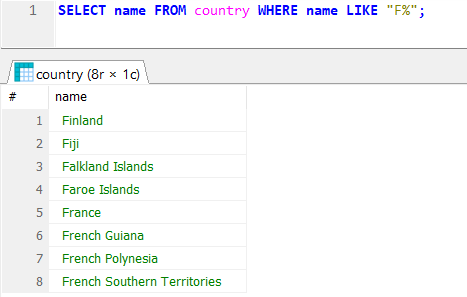 1 SELECT name FROM country WHERE name LIKE "F%";
country (8r × 1c)
# name
1 Finland
2 Fiji
3 Falkland Islands
4 Faroe Islands
5 France
6 French Guiana
7 French Polynesia
8 French Southern Territories